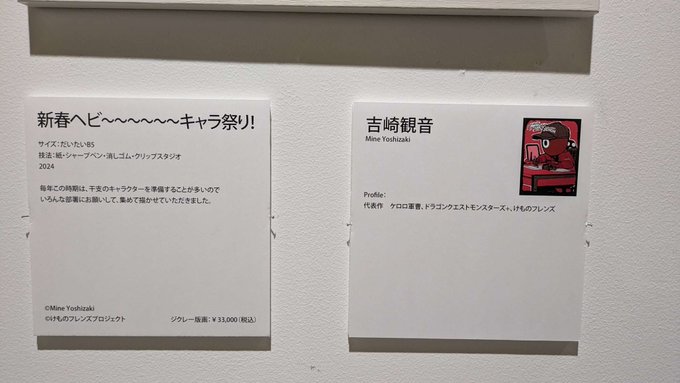 新春ヘビ~~~~~~キャラ祭り!
サイズ:だいたいB5
技法:紙・シャープペン・消しゴム・クリップスタジオ
2024
毎年この時期は、干支のキャラクターを準備することが多いので
いろんな部署にお願いして、集めて描かせていただきました。
©Mine Yoshizaki
©けものフレンズプロジェクト
ジクレー版画:¥33,000(税込)
吉崎観音
Mine Yoshizaki
Profile:
代表作 ケロロ軍曹、ドラゴンクエストモンスターズ+、けものフレンズ